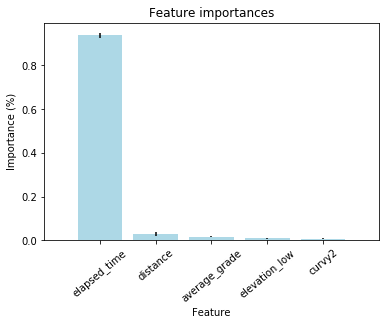 Feature importances
Importance (%)
0.8
0.6
0.4
0.2
0.0
elapsed_time
distance
average_grade
elevation_low
curvy2
Feature